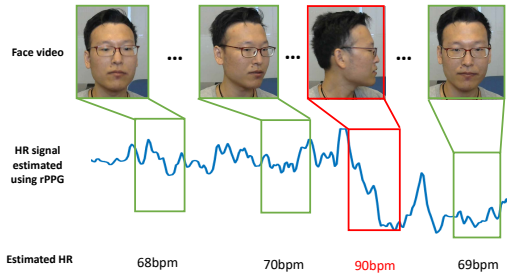 Face video
... ... ...
HR signal
estimated
using rPPG
Estimated HR 68bpm 70bpm 90bpm 69bpm